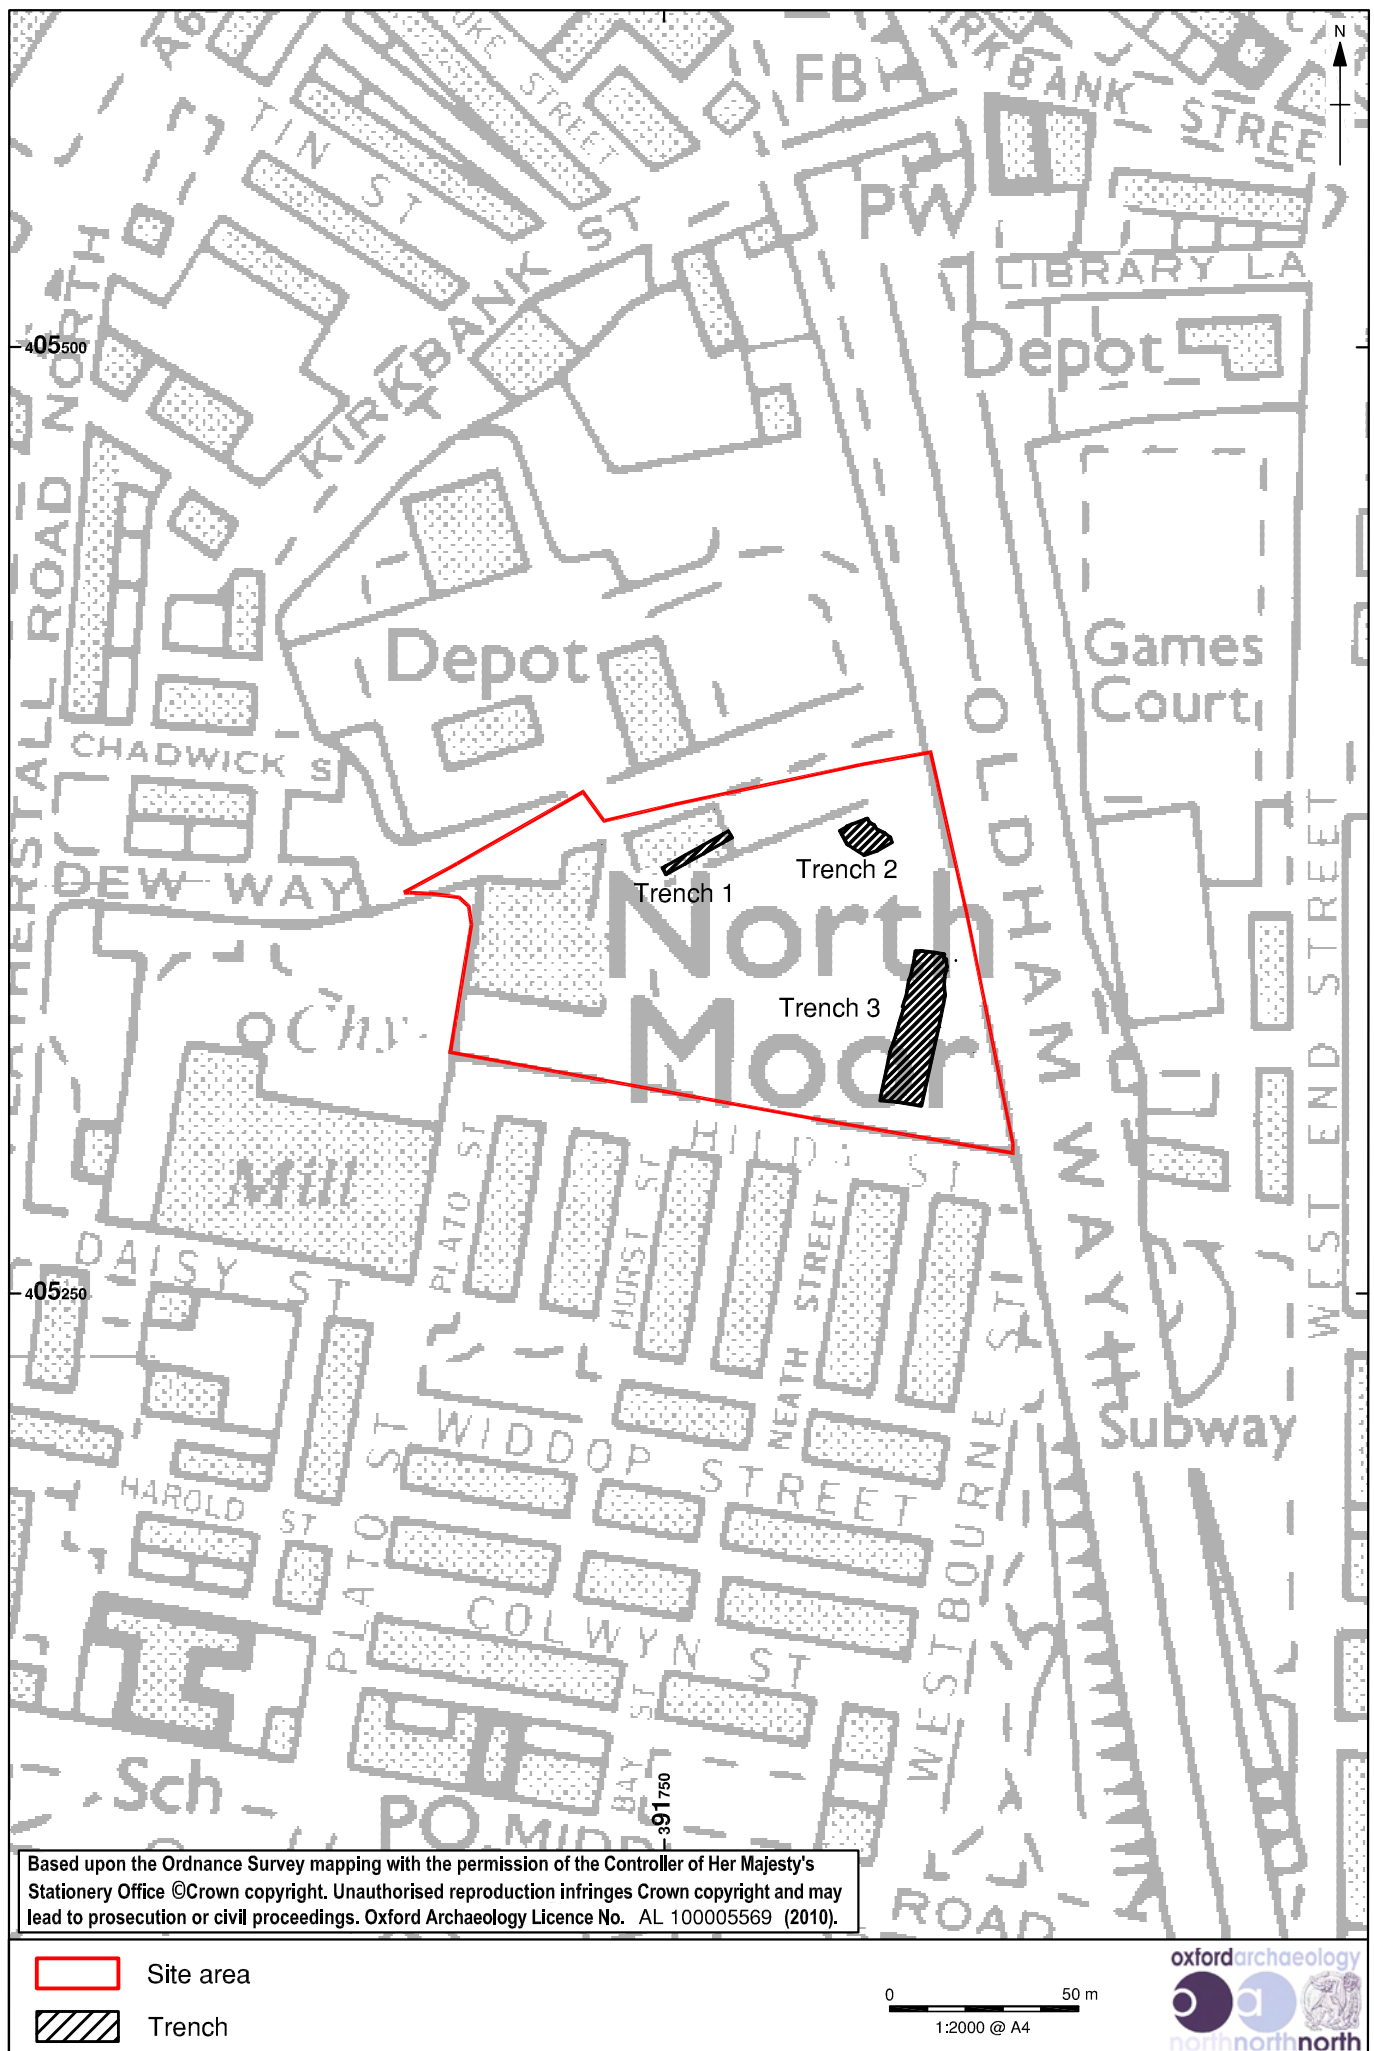 N
FB
BANK STREE
STREET
TIN ST
KIRKBANK ST
PW
LIBRARY LA
Depot
405500
ROAD NORTH
Depot
Games
Court
CHADWICK S
DEW WAY
OLDHAM WAY
Trench 1
Trench 2
North
Moor
Trench 3
Chy.
Mill
WEST END STREET
PLATO ST
HURST ST
NEATH STREET
ST
DAISY ST
405250
WESTBOURNE ST
Subway
WIDDOP STREET
HAROLD ST
PLATO ST
COLWYN ST
BAY ST
Sch
PO
MIDD
391750
ROAD
Based upon the Ordnance Survey mapping with the permission of the Controller of Her Majesty's
Stationery Office ©Crown copyright. Unauthorised reproduction infringes Crown copyright and may
lead to prosecution or civil proceedings. Oxford Archaeology Licence No. AL 100005569 (2010).
Site area
Trench
0 50 m
1:2000 @ A4
oxfordarchaeology
oa
northnorthnorth